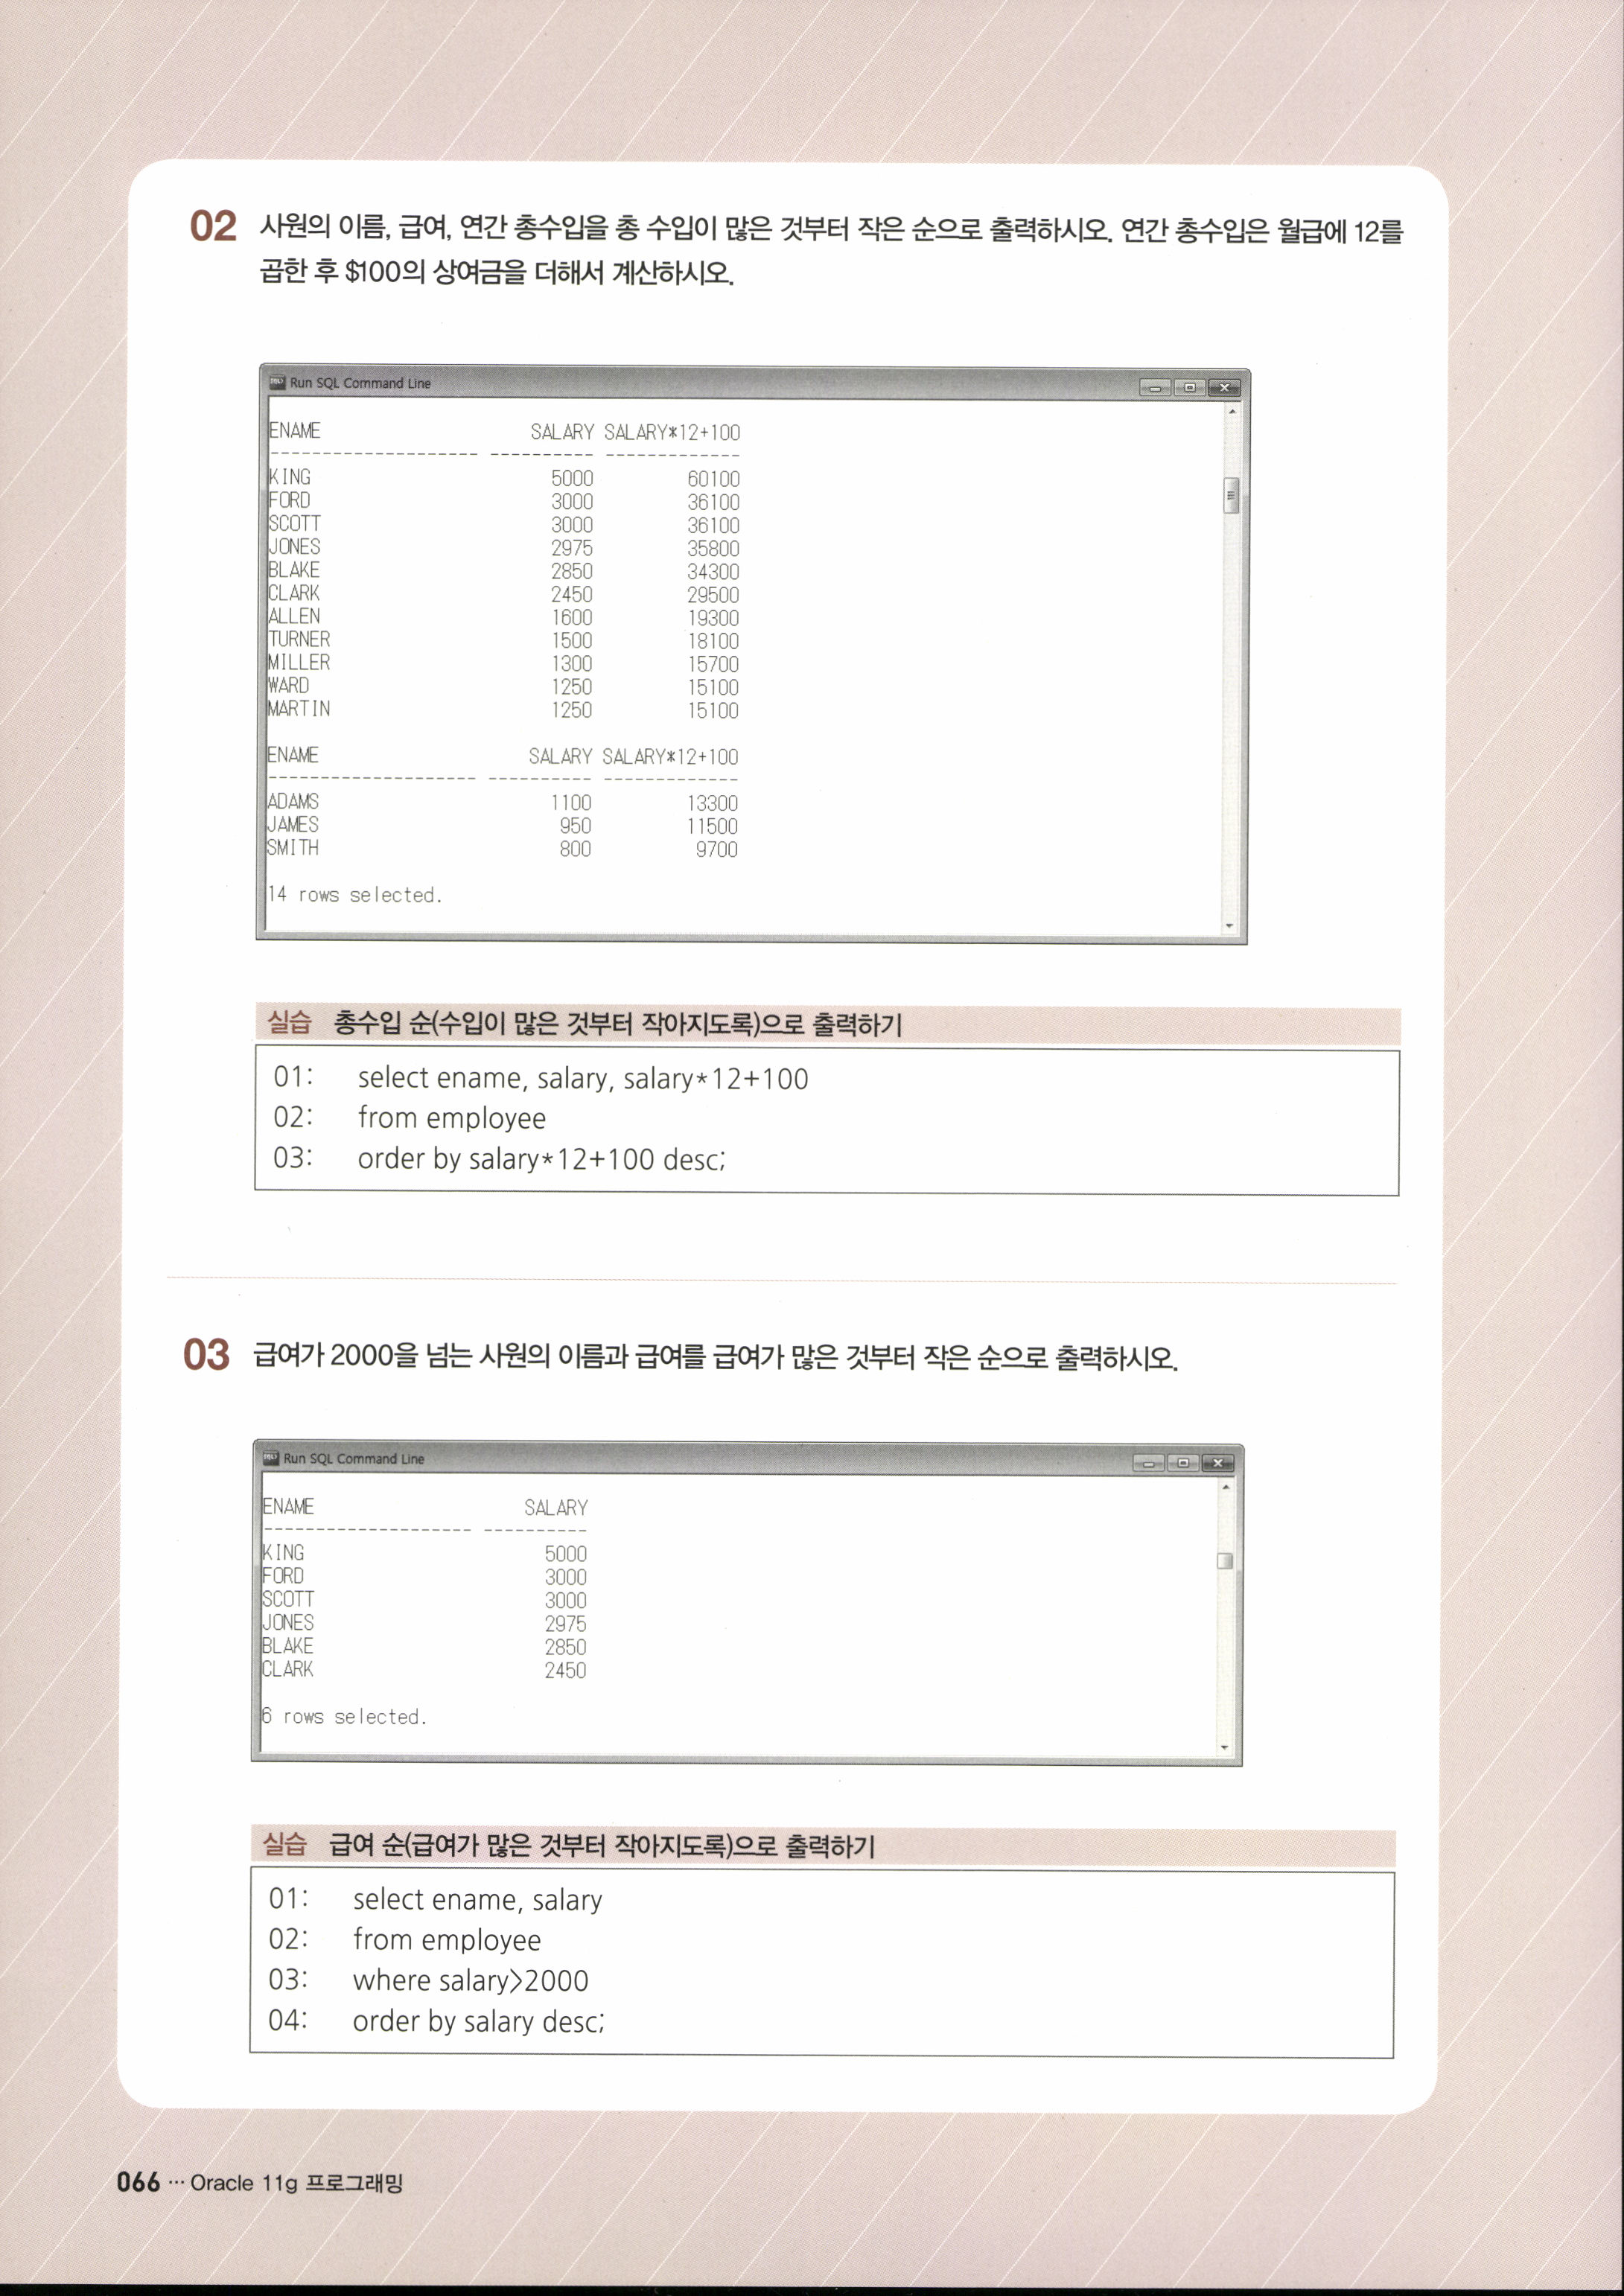 02 사원의 이름, 급여, 연간 총수입을 총 수입이 많은 것부터 작은 순으로 출력하시오. 연간 총수입은 월급에 12를
곱한 후 $100의 상여금을 더해서 계산하시오.
Run SQL Command Line
ENAME SALARY SALARY*12+100
-------------------- ---------- -------------
KING 5000 60100
FORD 3000 36100
SCOTT 3000 36100
JONES 2975 35800
BLAKE 2850 34300
CLARK 2450 29500
ALLEN 1600 19300
TURNER 1500 18100
MILLER 1300 15700
WARD 1250 15100
MARTIN 1250 15100
ENAME SALARY SALARY*12+100
-------------------- ---------- -------------
ADAMS 1100 13300
JAMES 950 11500
SMITH 800 9700
14 rows selected.
실습 총수입 순(수입이 많은 것부터 작아지도록)으로 출력하기
01: select ename, salary, salary*12+100
02: from employee
03: order by salary*12+100 desc;
03 급여가 2000을 넘는 사원의 이름과 급여를 급여가 많은 것부터 작은 순으로 출력하시오.
Run SQL Command Line
ENAME SALARY
-------------------- ----------
KING 5000
FORD 3000
SCOTT 3000
JONES 2975
BLAKE 2850
CLARK 2450
6 rows selected.
실습 급여 순(급여가 많은 것부터 작아지도록)으로 출력하기
01: select ename, salary
02: from employee
03: where salary>2000
04: order by salary desc;
066 ··· Oracle 11g 프로그래밍